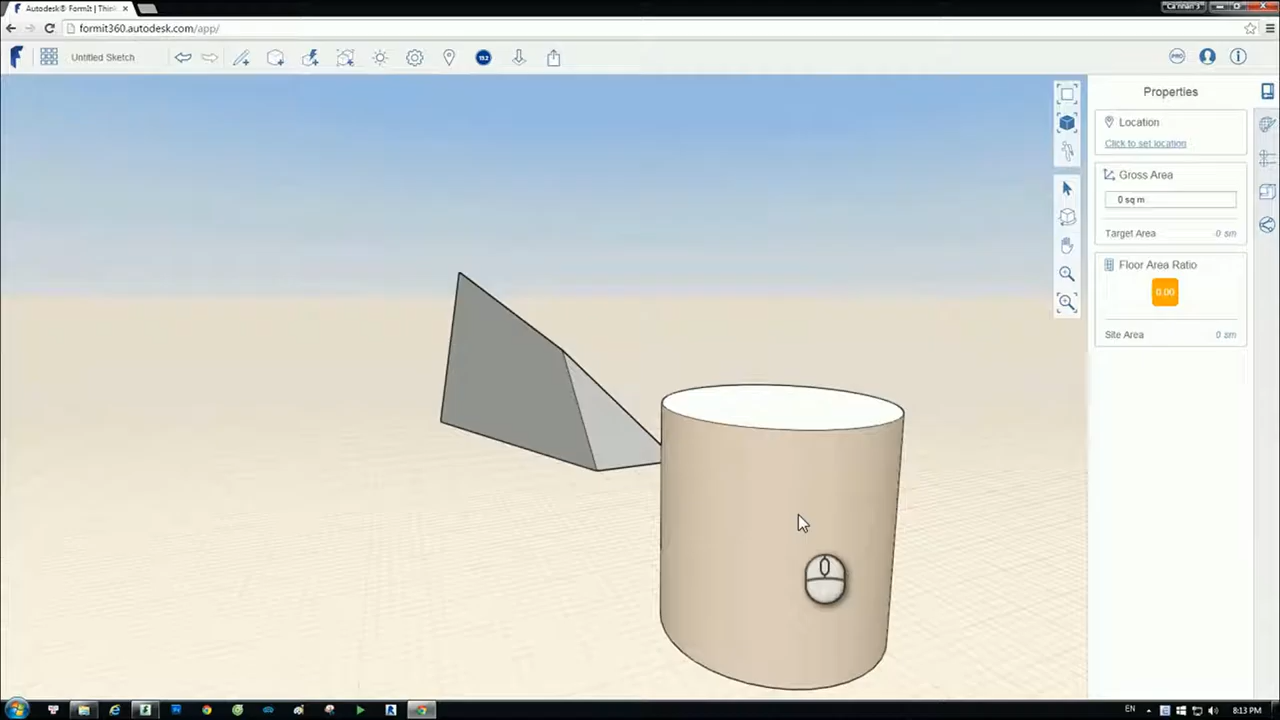 Autodesk® FormIt | Think
formit360.autodesk.com/app/
Untitled Sketch
Properties
Location
Click to set location
Gross Area
0 sq m
Target Area
0 sm
Floor Area Ratio
0.00
Site Area
0 sm
EN
8:13 PM